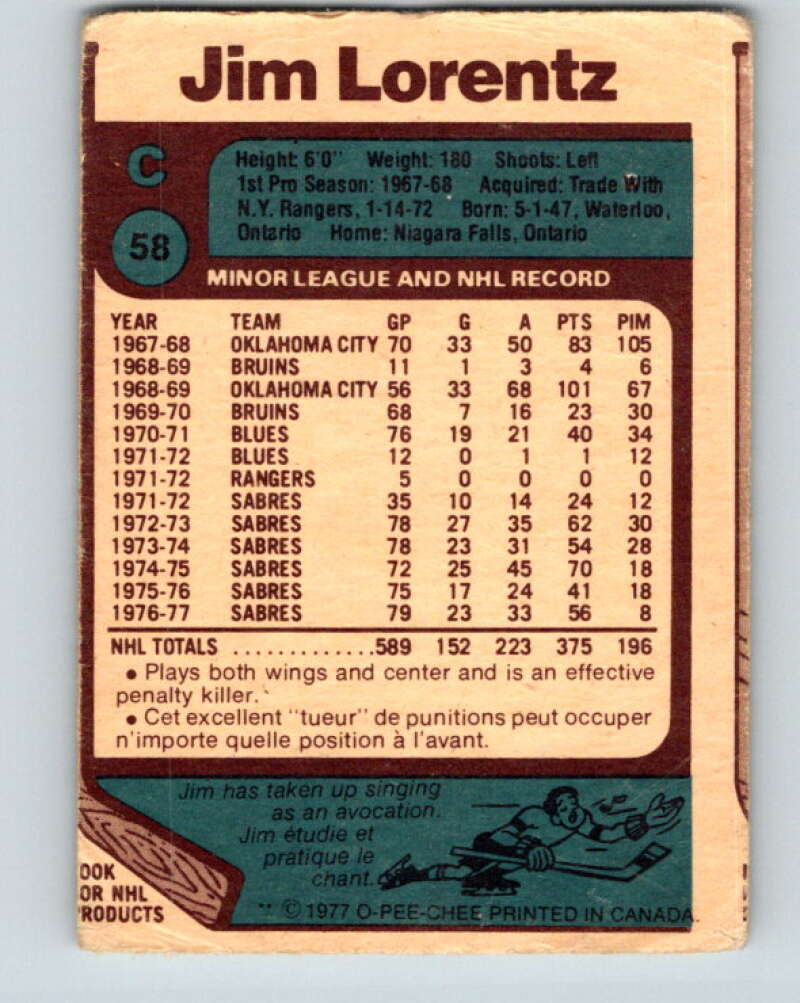 Jim Lorentz
C
58
Height: 6'0" Weight: 180 Shoots: Left
1st Pro Season: 1967-68 Acquired: Trade With
N.Y. Rangers, 1-14-72 Born: 5-1-47, Waterloo,
Ontario Home: Niagara Falls, Ontario
MINOR LEAGUE AND NHL RECORD
YEAR TEAM GP G A PTS PIM
1967-68 OKLAHOMA CITY 70 33 50 83 105
1968-69 BRUINS 11 1 3 4 6
1968-69 OKLAHOMA CITY 56 33 68 101 67
1969-70 BRUINS 68 7 16 23 30
1970-71 BLUES 76 19 21 40 34
1971-72 BLUES 12 0 1 1 12
1971-72 RANGERS 5 0 0 0 0
1971-72 SABRES 35 10 14 24 12
1972-73 SABRES 78 27 35 62 30
1973-74 SABRES 78 23 31 54 28
1974-75 SABRES 72 25 45 70 18
1975-76 SABRES 75 17 24 41 18
1976-77 SABRES 79 23 33 56 8
NHL TOTALS .............589 152 223 375 196
• Plays both wings and center and is an effective
penalty killer.
• Cet excellent "tueur" de punitions peut occuper
n'importe quelle position à l'avant.
Jim has taken up singing
as an avocation.
Jim étudie et
pratique le
chant.
OOK
OR NHL
RODUCTS
** © 1977 O-PEE-CHEE PRINTED IN CANADA.